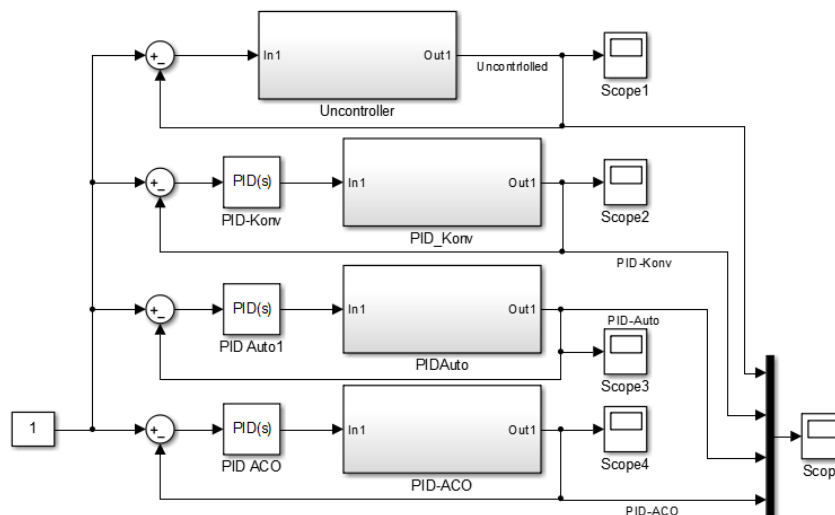 +
−
In1
Out1
Uncontrlolled
Uncontroller
Scope1
+
−
PID(s)
PID-Konv
In1
Out1
PID_Konv
Scope2
PID-Konv
+
−
PID(s)
PID Auto1
In1
Out1
PIDAuto
PID-Auto
Scope3
1
+
−
PID(s)
PID ACO
In1
Out1
PID-ACO
Scope4
PID-ACO
Scop